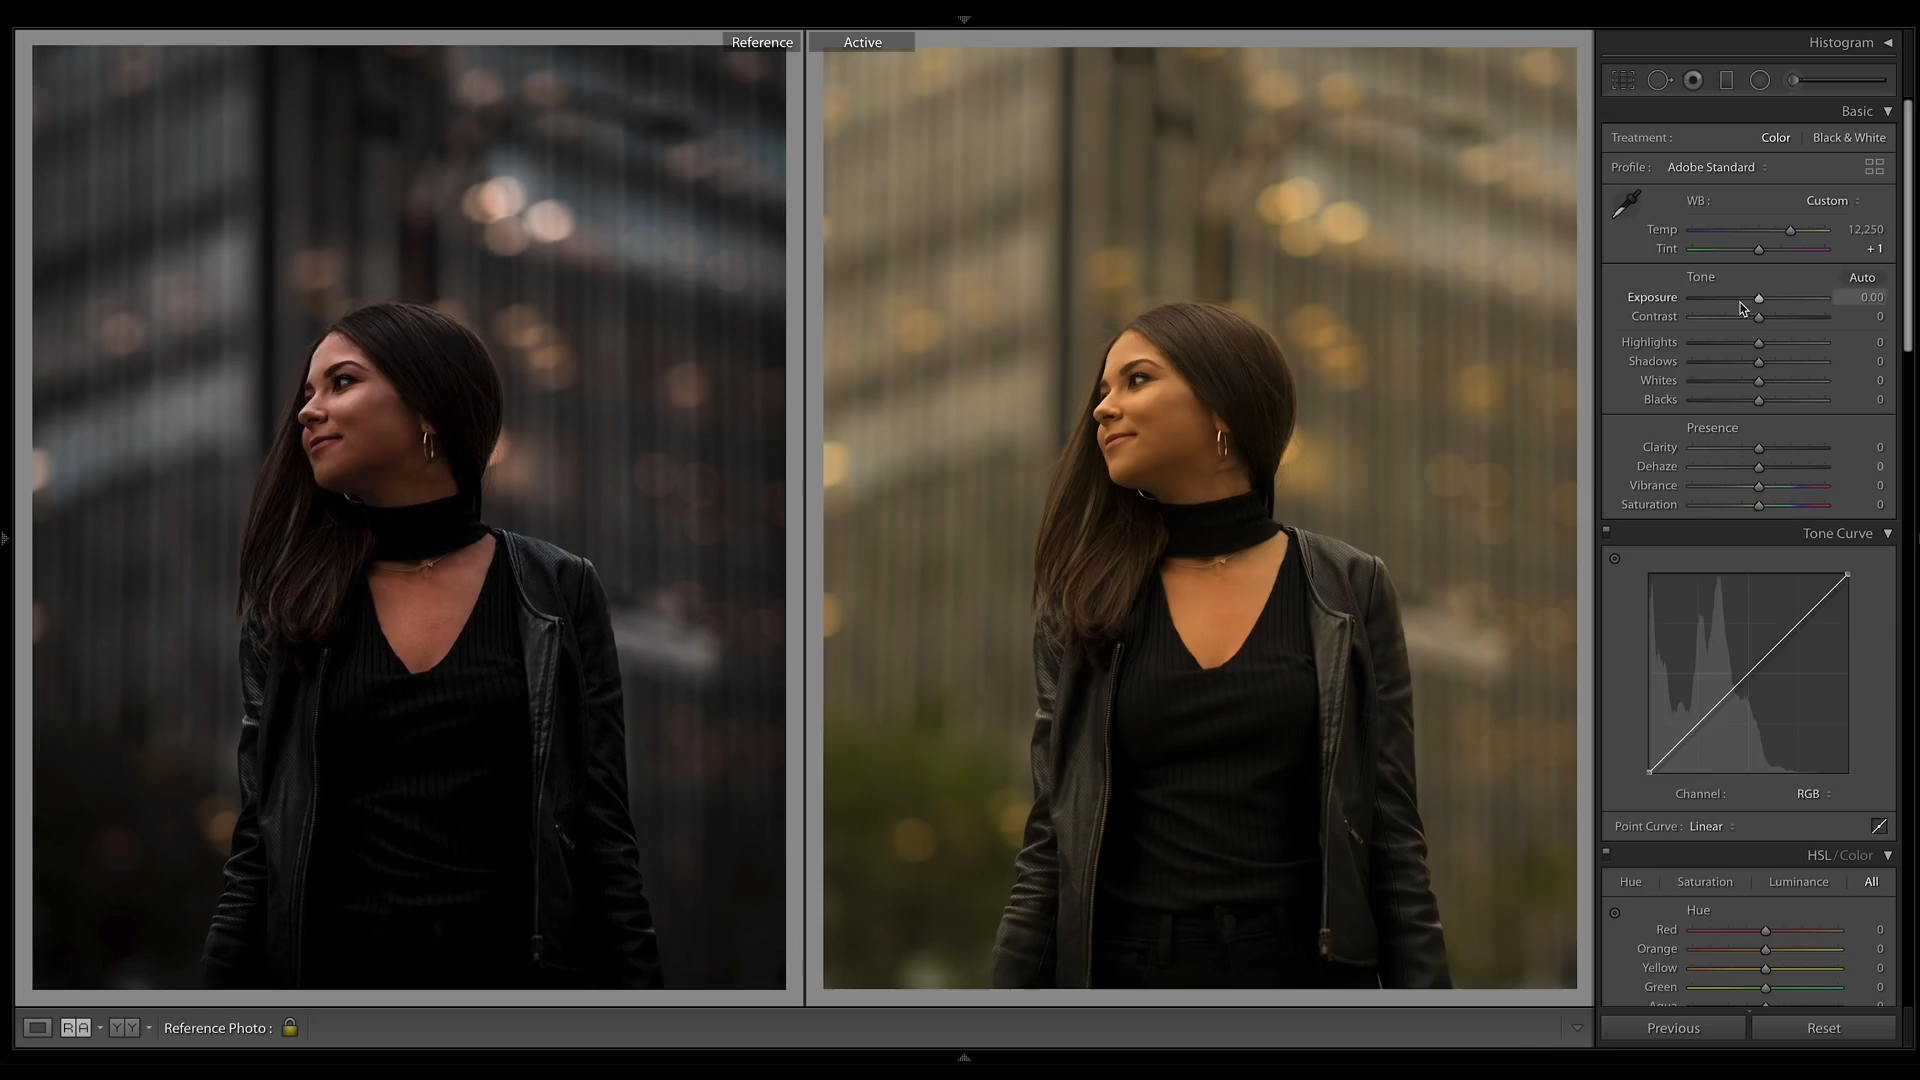 Reference
Active
Histogram
Basic
Treatment :
Color
Black & White
Profile :
Adobe Standard
WB :
Custom
Temp
12,250
Tint
+ 1
Tone
Auto
Exposure
0.00
Contrast
0
Highlights
0
Shadows
0
Whites
0
Blacks
0
Presence
Clarity
0
Dehaze
0
Vibrance
0
Saturation
0
Tone Curve
Channel :
RGB
Point Curve :
Linear
HSL / Color
Hue
Saturation
Luminance
All
Hue
Red
0
Orange
0
Yellow
0
Green
0
R A
Y Y
Reference Photo :
Previous
Reset